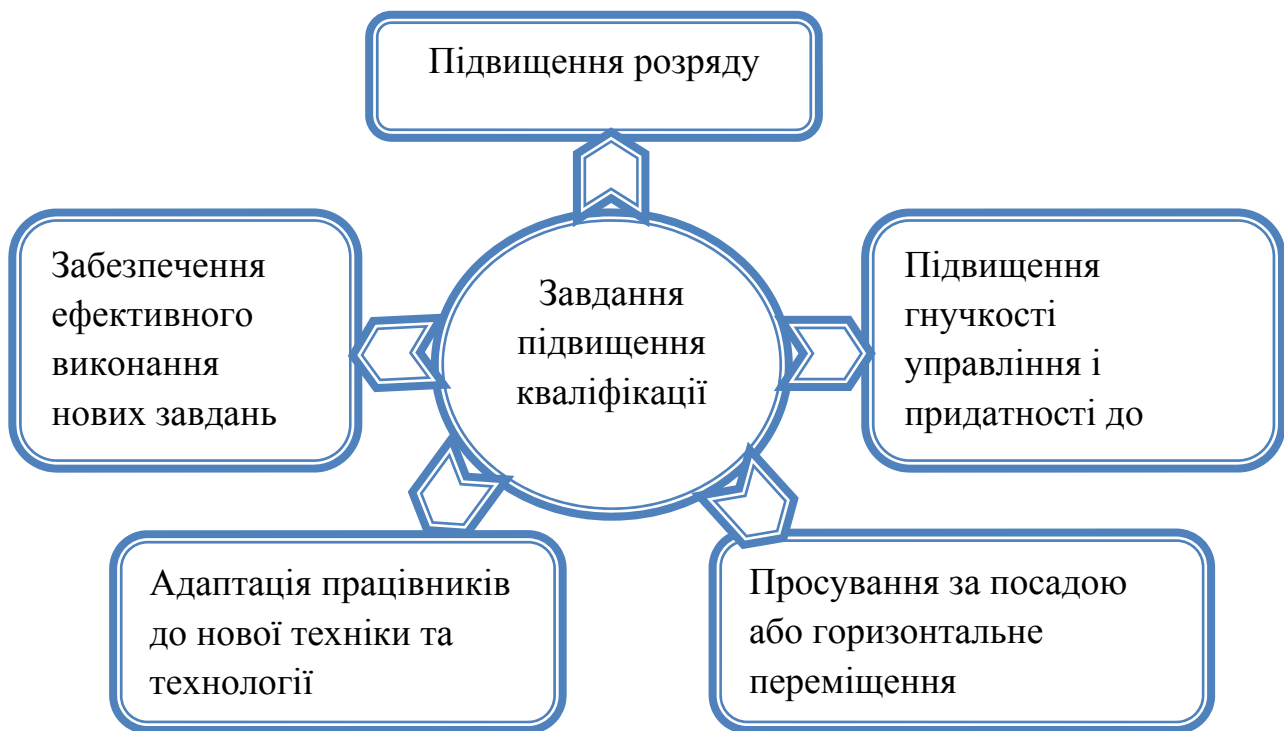 Підвищення розряду
Забезпечення
ефективного
виконання
нових завдань
Завдання
підвищення
кваліфікації
Підвищення
гнучкості
управління і
придатності до
Адаптація працівників
до нової техніки та
технології
Просування за посадою
або горизонтальне
переміщення